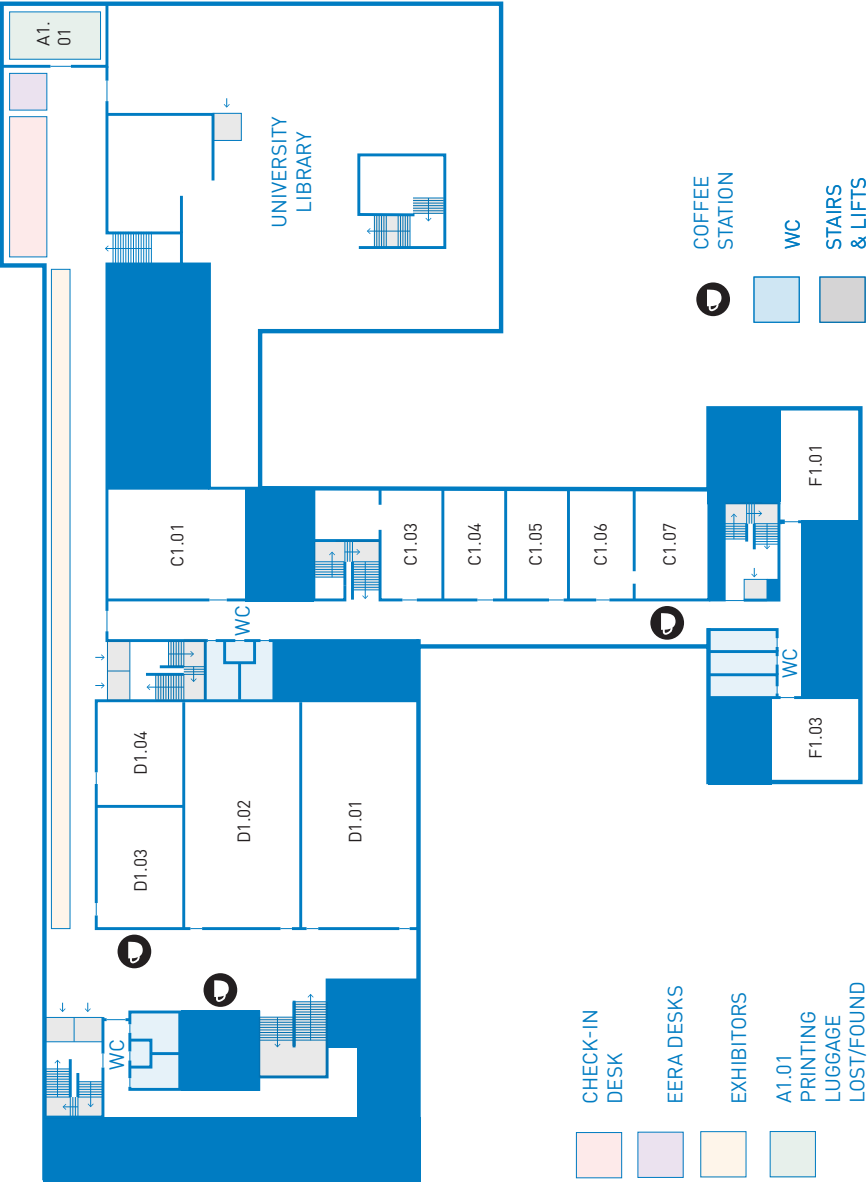 A1.
01
UNIVERSITY
LIBRARY
C1.01
C1.03
C1.04
C1.05
C1.06
C1.07
F1.01
WC
WC
F1.03
D1.04
D1.03
D1.02
D1.01
WC
COFFEE
STATION
WC
STAIRS
& LIFTS
CHECK-IN
DESK
EERA DESKS
EXHIBITORS
A1.01
PRINTING
LUGGAGE
LOST/FOUND